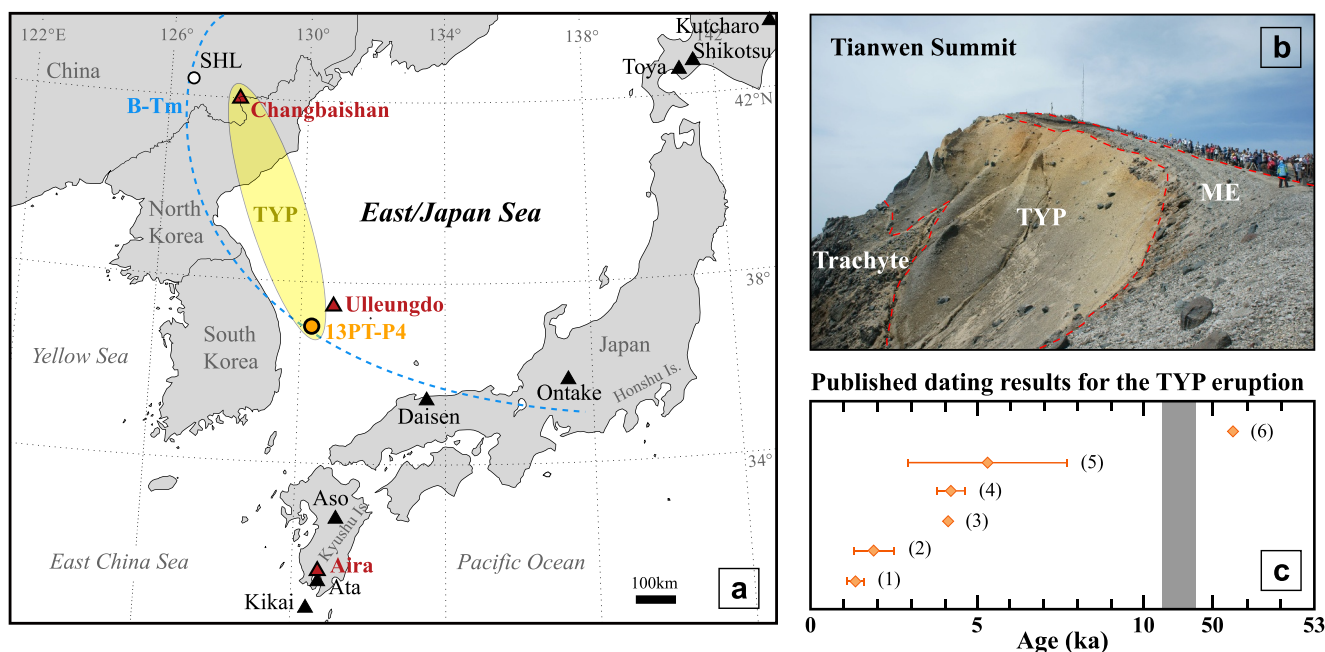 122°E
126°
130°
134°
138°
142°
Kutcharo
Shikotsu
Toya
SHL
China
B-Tm
Changbaishan
42°N
TYP
East/Japan Sea
North
Korea
38°
Ulleungdo
13PT-P4
South
Korea
Yellow Sea
Japan
Honshu Is.
Ontake
Daisen
34°
Aso
Kyushu Is.
East China Sea
Pacific Ocean
Aira
Ata
Kikai
100km
a
Tianwen Summit
b
ME
TYP
Trachyte
Published dating results for the TYP eruption
(6)
(5)
(4)
(3)
(2)
(1)
c
0 5 10 50 53
Age (ka)